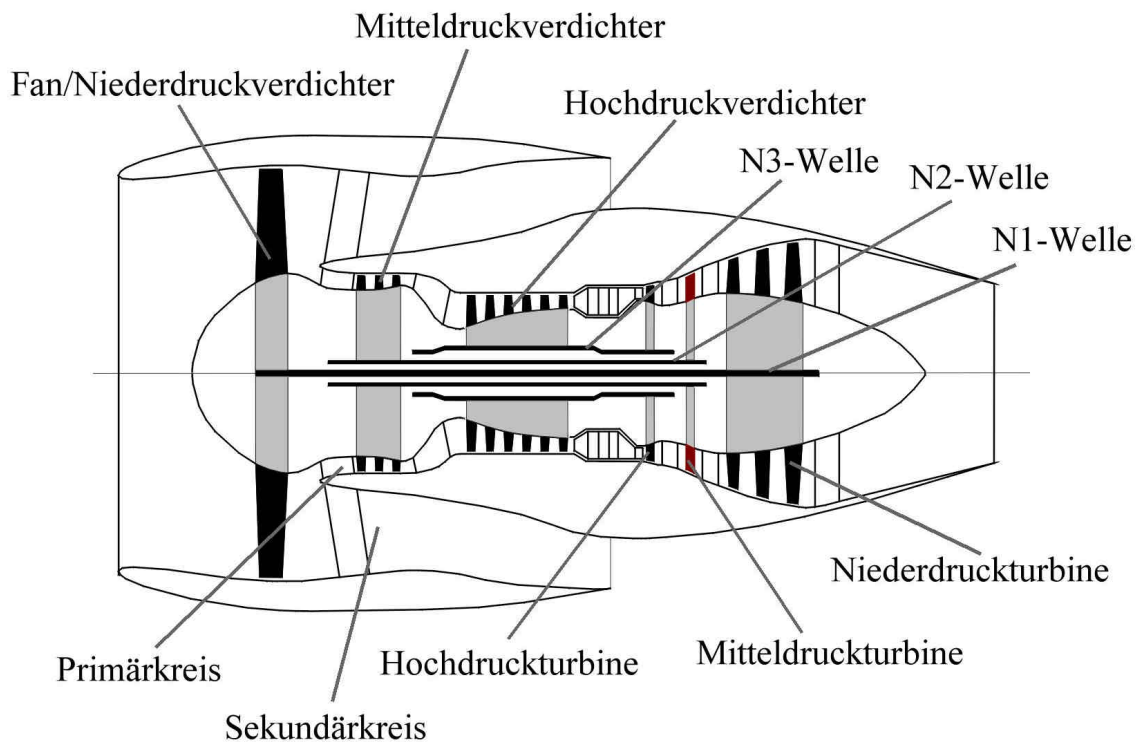 Mitteldruckverdichter
Fan/Niederdruckverdichter
Hochdruckverdichter
N3-Welle
N2-Welle
N1-Welle
Niederdruckturbine
Mitteldruckturbine
Hochdruckturbine
Primärkreis
Sekundärkreis